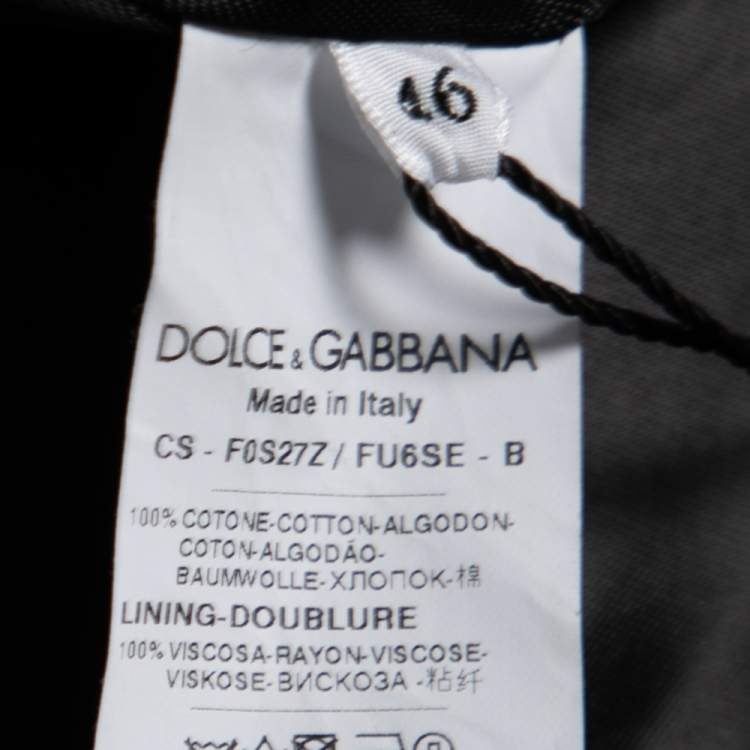 46
DOLCE & GABBANA
Made in Italy
CS - F0S27Z / FU6SE - B
100% COTONE-COTTON-ALGODON-
COTON-ALGODÃO-
BAUMWOLLE-ХЛОПОК-棉
LINING-DOUBLURE
100% VISCOSA-RAYON-VISCOSE-
VISKOSE-ВИСКОЗА -粘纤